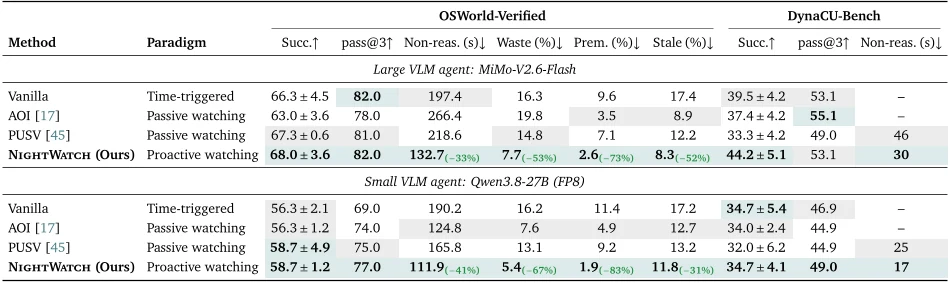 OSWorld-Verified DynaCU-Bench
Method Paradigm Succ.↑ pass@3↑ Non-reas. (s)↓ Waste (%)↓ Prem. (%)↓ Stale (%)↓ Succ.↑ pass@3↑ Non-reas. (s)↓
Large VLM agent: MiMo-V2.6-Flash
Vanilla Time-triggered 66.3 ± 4.5 82.0 197.4 16.3 9.6 17.4 39.5 ± 4.2 53.1 –
AOI [17] Passive watching 63.0 ± 3.6 78.0 266.4 19.8 3.5 8.9 37.4 ± 4.2 55.1 –
PUSV [45] Passive watching 67.3 ± 0.6 81.0 218.6 14.8 7.1 12.2 33.3 ± 4.2 49.0 46
NIGHTWATCH (Ours) Proactive watching 68.0 ± 3.6 82.0 132.7(−33%) 7.7(−53%) 2.6(−73%) 8.3(−52%) 44.2 ± 5.1 53.1 30
Small VLM agent: Qwen3.8-27B (FP8)
Vanilla Time-triggered 56.3 ± 2.1 69.0 190.2 16.2 11.4 17.2 34.7 ± 5.4 46.9 –
AOI [17] Passive watching 56.3 ± 1.2 74.0 124.8 7.6 4.9 12.7 34.0 ± 2.4 44.9 –
PUSV [45] Passive watching 58.7 ± 4.9 75.0 165.8 13.1 9.2 13.2 32.0 ± 6.2 44.9 25
NIGHTWATCH (Ours) Proactive watching 58.7 ± 1.2 77.0 111.9(−41%) 5.4(−67%) 1.9(−83%) 11.8(−31%) 34.7 ± 4.1 49.0 17